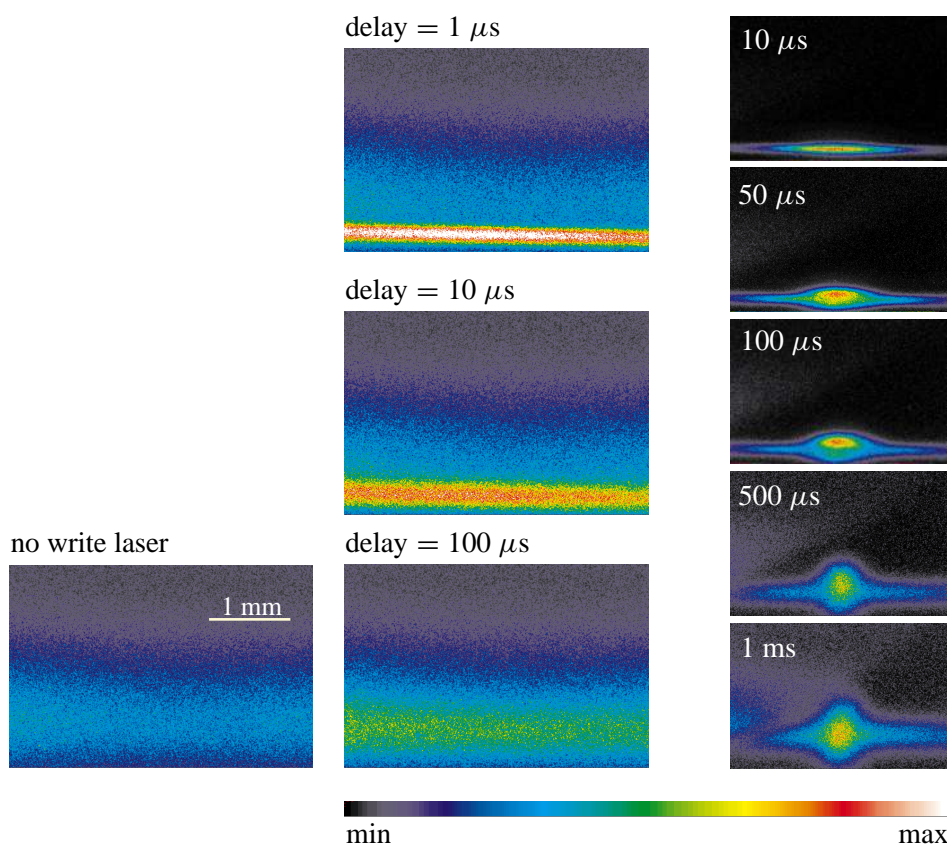 delay = 1 μs
10 μs
50 μs
delay = 10 μs
100 μs
500 μs
no write laser
delay = 100 μs
1 mm
1 ms
min
max